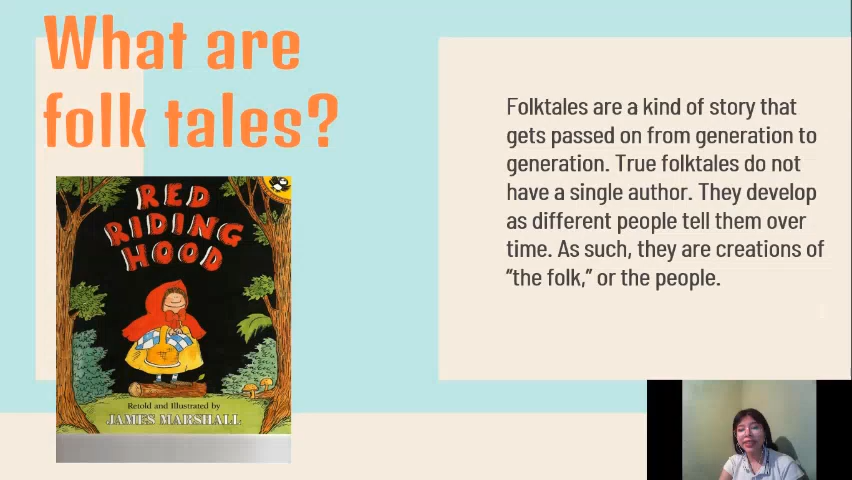 What are
folk tales?
RED
RIDING
HOOD
Retold and Illustrated by
JAMES MARSHALL
Folktales are a kind of story that
gets passed on from generation to
generation. True folktales do not
have a single author. They develop
as different people tell them over
time. As such, they are creations of
“the folk,” or the people.